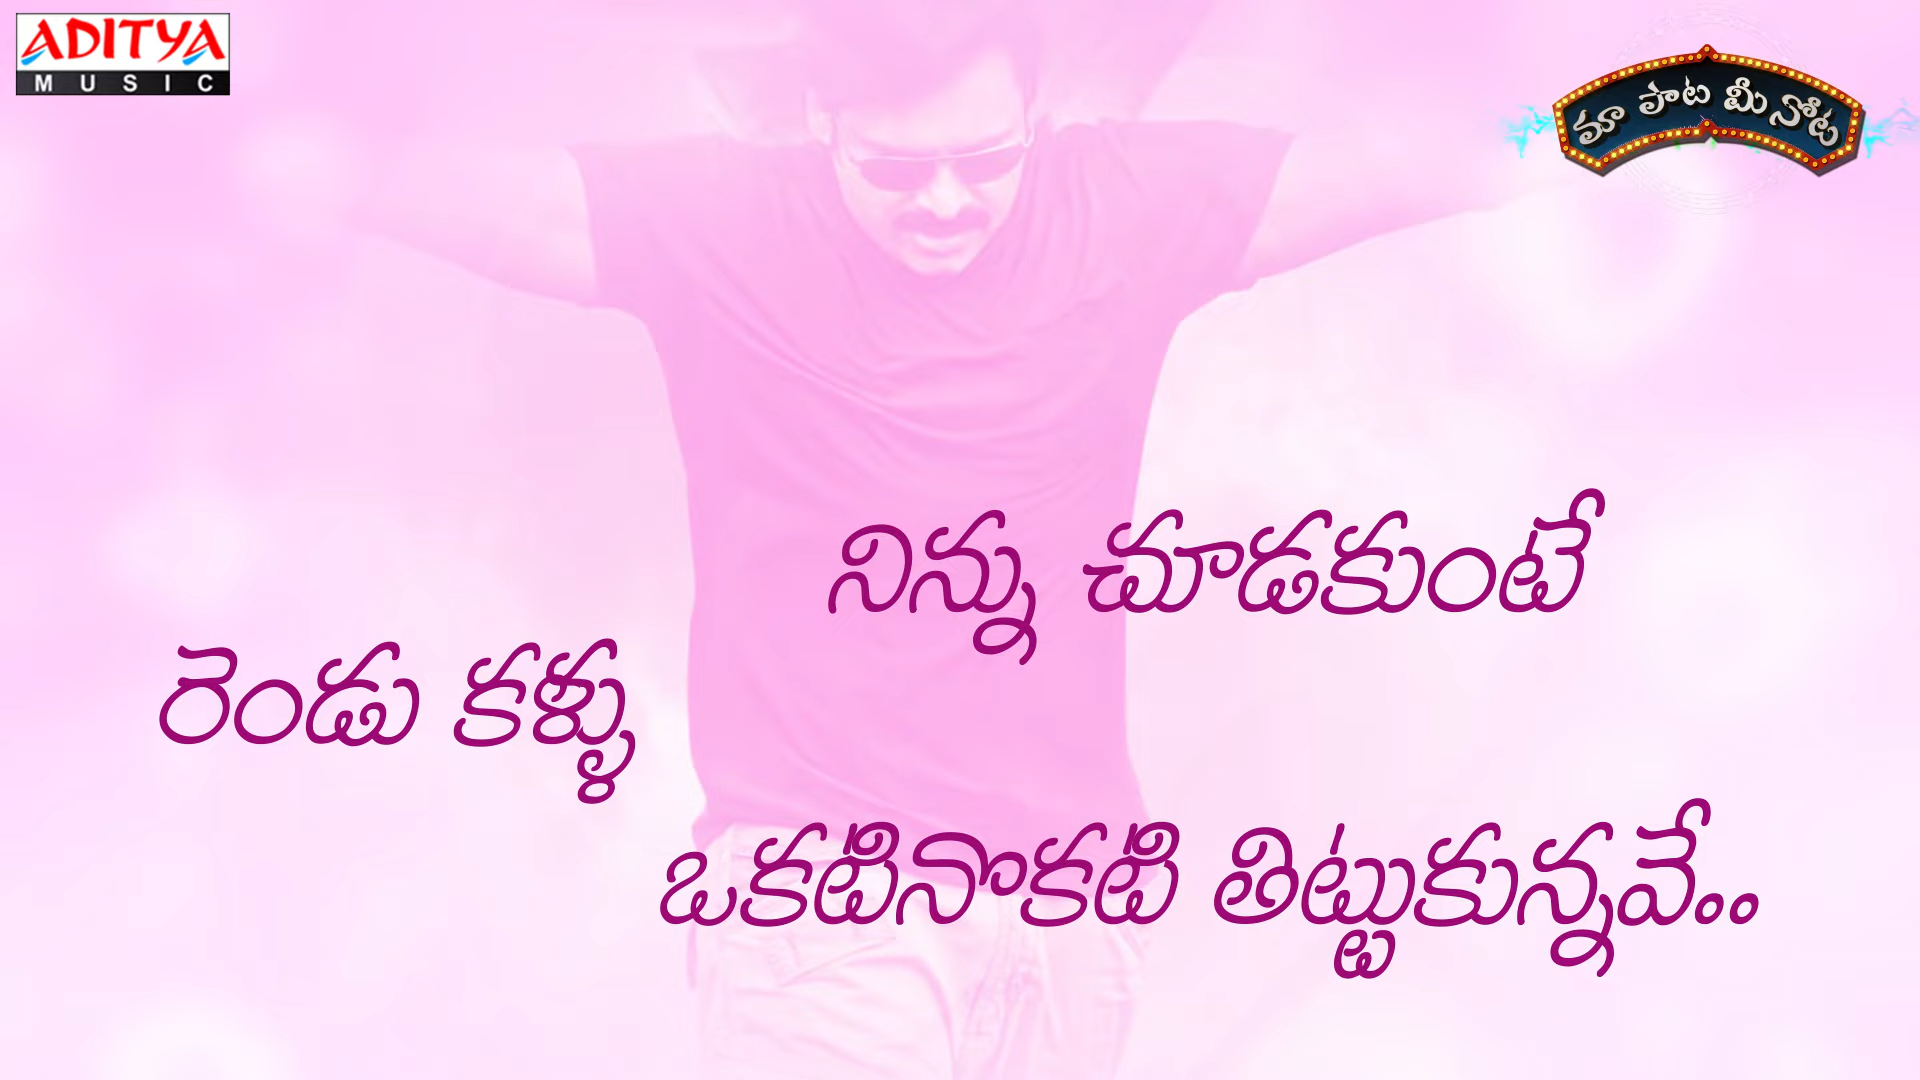 ADITYA
MUSIC
మా పాట మీ నోట
నిన్ను చూడకుంటే
రెండు కళ్ళు
ఒకటినొకటి తిట్టుకున్నవే..